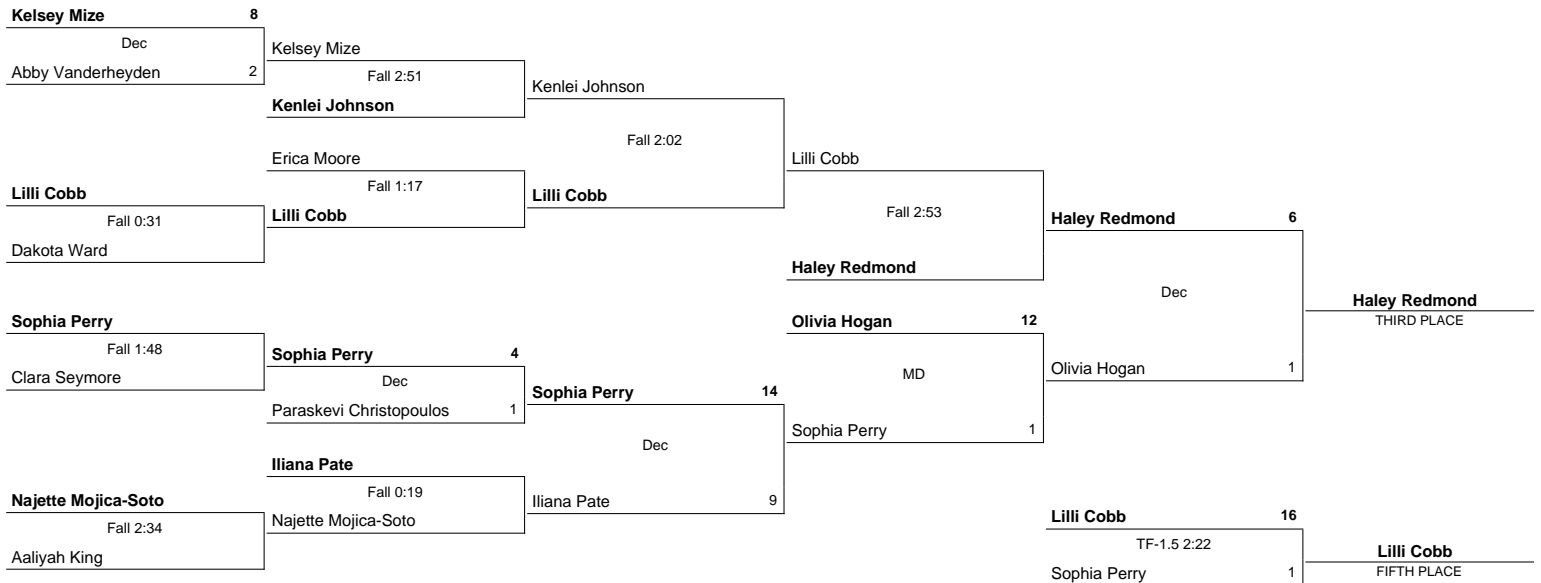 Kelsey Mize 8
Dec
Abby Vanderheyden 2
Kelsey Mize
Fall 2:51
Kenlei Johnson
Kenlei Johnson
Fall 2:02
Lilli Cobb
Erica Moore
Fall 1:17
Lilli Cobb
Lilli Cobb
Fall 0:31
Dakota Ward
Lilli Cobb
Fall 2:53
Haley Redmond
Haley Redmond 6
Dec
Olivia Hogan 1
Haley Redmond
THIRD PLACE
Sophia Perry
Fall 1:48
Clara Seymore
Sophia Perry 4
Dec
Paraskevi Christopoulos 1
Sophia Perry 14
Dec
Iliana Pate 9
Olivia Hogan 12
MD
Sophia Perry 1
Iliana Pate
Fall 0:19
Najette Mojica-Soto
Najette Mojica-Soto
Fall 2:34
Aaliyah King
Lilli Cobb 16
TF-1.5 2:22
Sophia Perry 1
Lilli Cobb
FIFTH PLACE